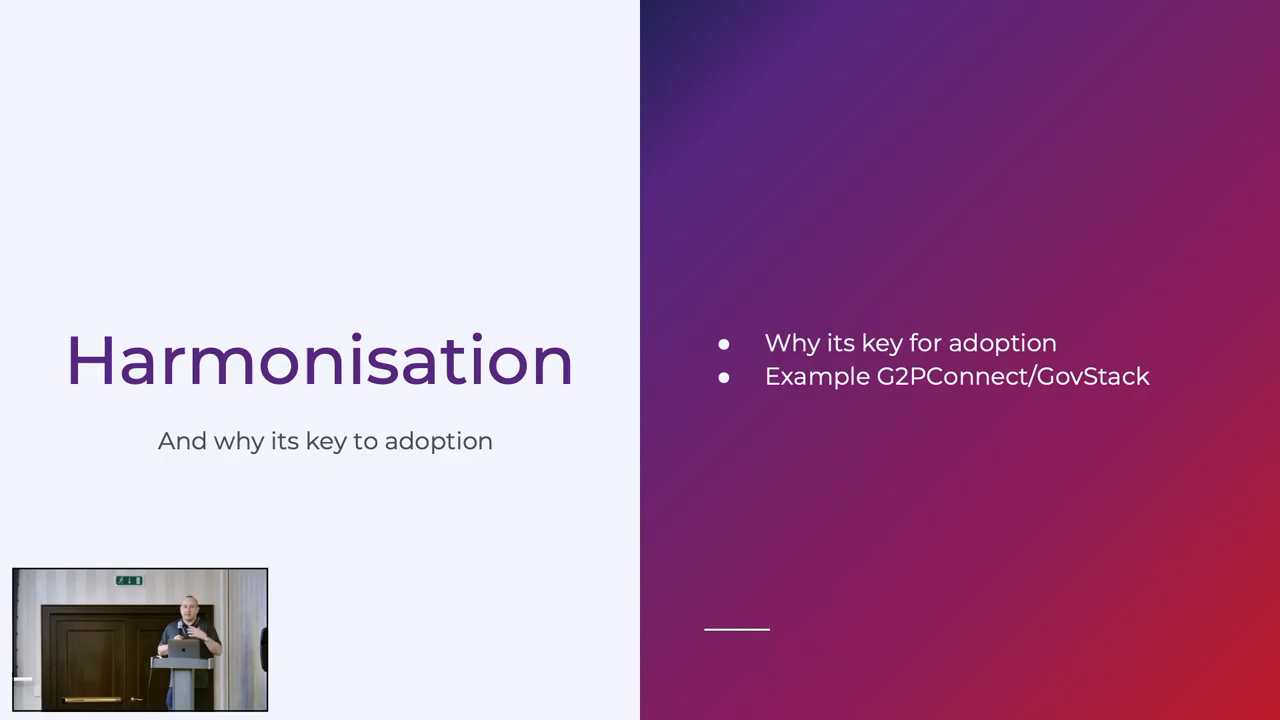 Harmonisation
And why its key to adoption
● Why its key for adoption
● Example G2PConnect/GovStack